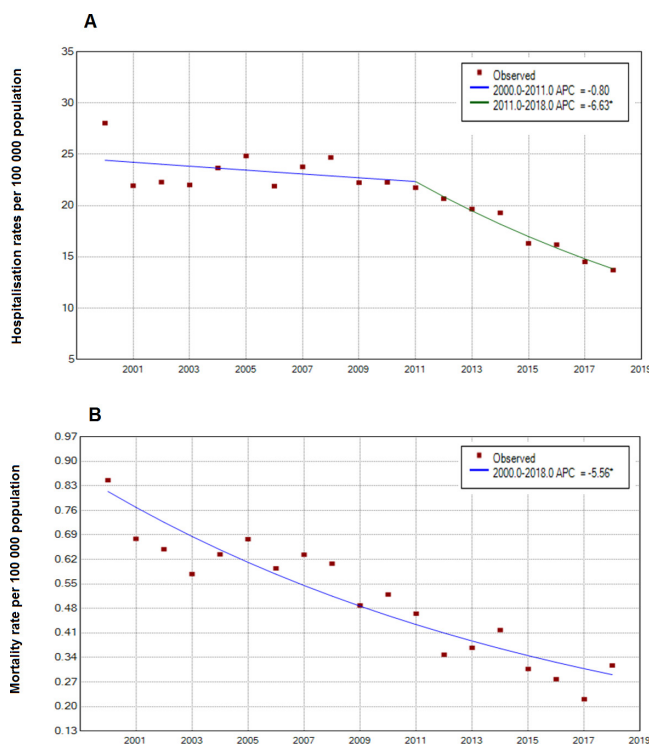 A
Hospitalisation rates per 100 000 population
35
30
25
20
15
10
5
Observed
2000.0-2011.0 APC = -0.80
2011.0-2018.0 APC = -6.63*
2001 2003 2005 2007 2009 2011 2013 2015 2017 2019
B
Mortality rate per 100 000 population
0.97
0.90
0.83
0.76
0.69
0.62
0.55
0.48
0.41
0.34
0.27
0.20
0.13
Observed
2000.0-2018.0 APC = -5.56*
2001 2003 2005 2007 2009 2011 2013 2015 2017 2019